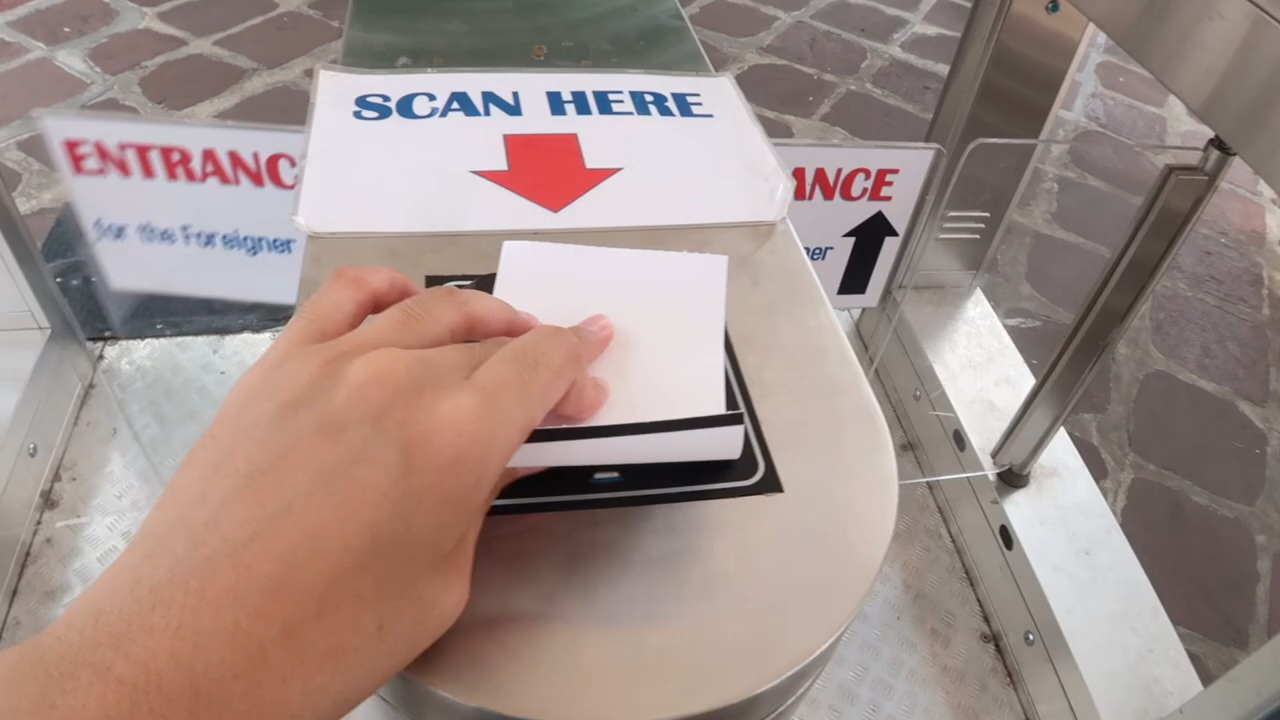 SCAN HERE
ENTRANC
for the Foreigner
ANCE
ner